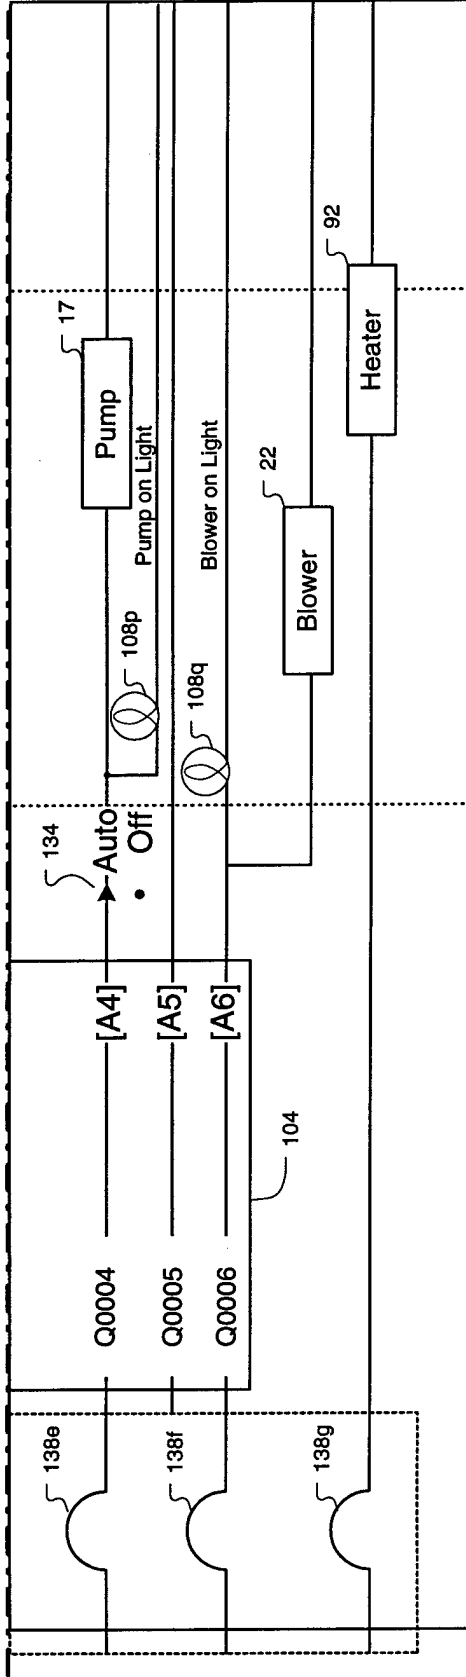 134
Auto
Off
Pump
17
108p
Pump on Light
108q
Blower on Light
Blower
22
Heater
92
138e
Q0004
[A4]
Q0005
[A5]
138f
Q0006
[A6]
104
138g